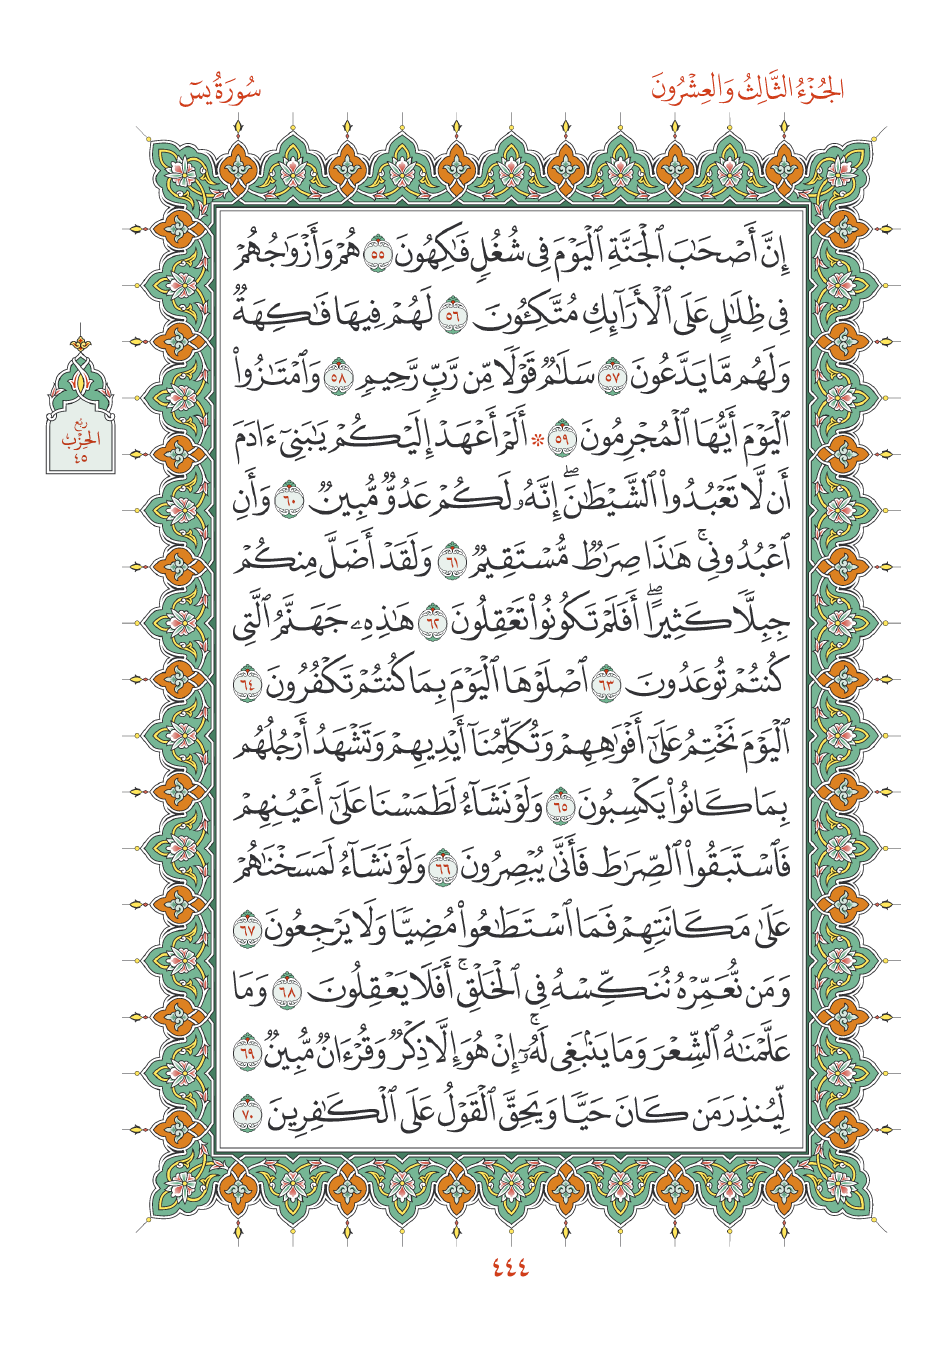 الجُزْءُ الثَّالِثُ وَالعِشْرُونَ
سُورَةُ يسٓ
إِنَّ أَصْحَٰبَ ٱلْجَنَّةِ ٱلْيَوْمَ فِى شُغُلٍ فَٰكِهُونَ ٥٥ هُمْ وَأَزْوَٰجُهُمْ
فِى ظِلَٰلٍ عَلَى ٱلْأَرَآئِكِ مُتَّكِـُٔونَ ٥٦ لَهُمْ فِيهَا فَٰكِهَةٌ
وَلَهُم مَّا يَدَّعُونَ ٥٧ سَلَٰمٌ قَوْلًا مِّن رَّبٍّ رَّحِيمٍ ٥٨ وَٱمْتَٰزُوا۟
ٱلْيَوْمَ أَيُّهَا ٱلْمُجْرِمُونَ ٥٩ * أَلَمْ أَعْهَدْ إِلَيْكُمْ يَٰبَنِىٓ ءَادَمَ
أَن لَّا تَعْبُدُوا۟ ٱلشَّيْطَٰنَ ۖ إِنَّهُۥ لَكُمْ عَدُوٌّ مُّبِينٌ ٦٠ وَأَنِ
ٱعْبُدُونِى ۚ هَٰذَا صِرَٰطٌ مُّسْتَقِيمٌ ٦١ وَلَقَدْ أَضَلَّ مِنكُمْ
جِبِلًّا كَثِيرًا ۖ أَفَلَمْ تَكُونُوا۟ تَعْقِلُونَ ٦٢ هَٰذِهِۦ جَهَنَّمُ ٱلَّتِى
كُنتُمْ تُوعَدُونَ ٦٣ ٱصْلَوْهَا ٱلْيَوْمَ بِمَا كُنتُمْ تَكْفُرُونَ ٦٤
ٱلْيَوْمَ نَخْتِمُ عَلَىٰٓ أَفْوَٰهِهِمْ وَتُكَلِّمُنَآ أَيْدِيهِمْ وَتَشْهَدُ أَرْجُلُهُم
بِمَا كَانُوا۟ يَكْسِبُونَ ٦٥ وَلَوْ نَشَآءُ لَطَمَسْنَا عَلَىٰٓ أَعْيُنِهِمْ
فَٱسْتَبَقُوا۟ ٱلصِّرَٰطَ فَأَنَّىٰ يُبْصِرُونَ ٦٦ وَلَوْ نَشَآءُ لَمَسَخْنَٰهُمْ
عَلَىٰ مَكَانَتِهِمْ فَمَا ٱسْتَطَٰعُوا۟ مُضِيًّا وَلَا يَرْجِعُونَ ٦٧
وَمَن نُّعَمِّرْهُ نُنَكِّسْهُ فِى ٱلْخَلْقِ ۖ أَفَلَا يَعْقِلُونَ ٦٨ وَمَا
عَلَّمْنَٰهُ ٱلشِّعْرَ وَمَا يَنۢبَغِى لَهُۥٓ ۚ إِنْ هُوَ إِلَّا ذِكْرٌ وَقُرْءَانٌ مُّبِينٌ ٦٩
لِّيُنذِرَ مَن كَانَ حَيًّا وَيَحِقَّ ٱلْقَوْلُ عَلَى ٱلْكَٰفِرِينَ ٧٠
رُبْعُ
الحِزْبِ
٤٥
٤٤٤